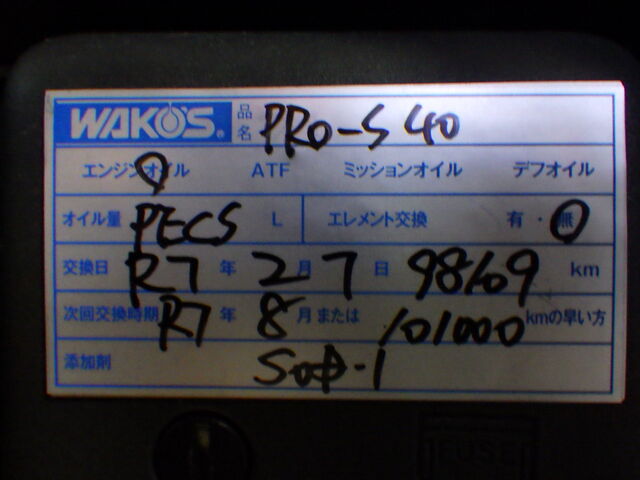 WAKO'S. 品名 PRO-S 40
エンジンオイル ATF ミッションオイル デフオイル
オイル量 PECS L エレメント交換 有・無
交換日 R7 年 2 月 7 日 98109 km
次回交換時期 R7 年 8 月または 101000 kmの早い方
添加剤 S.O.D-1
FUSE